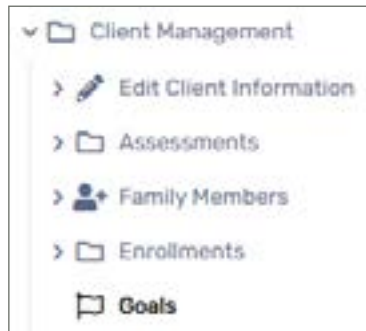 Client Management
Edit Client Information
Assessments
Family Members
Enrollments
Goals